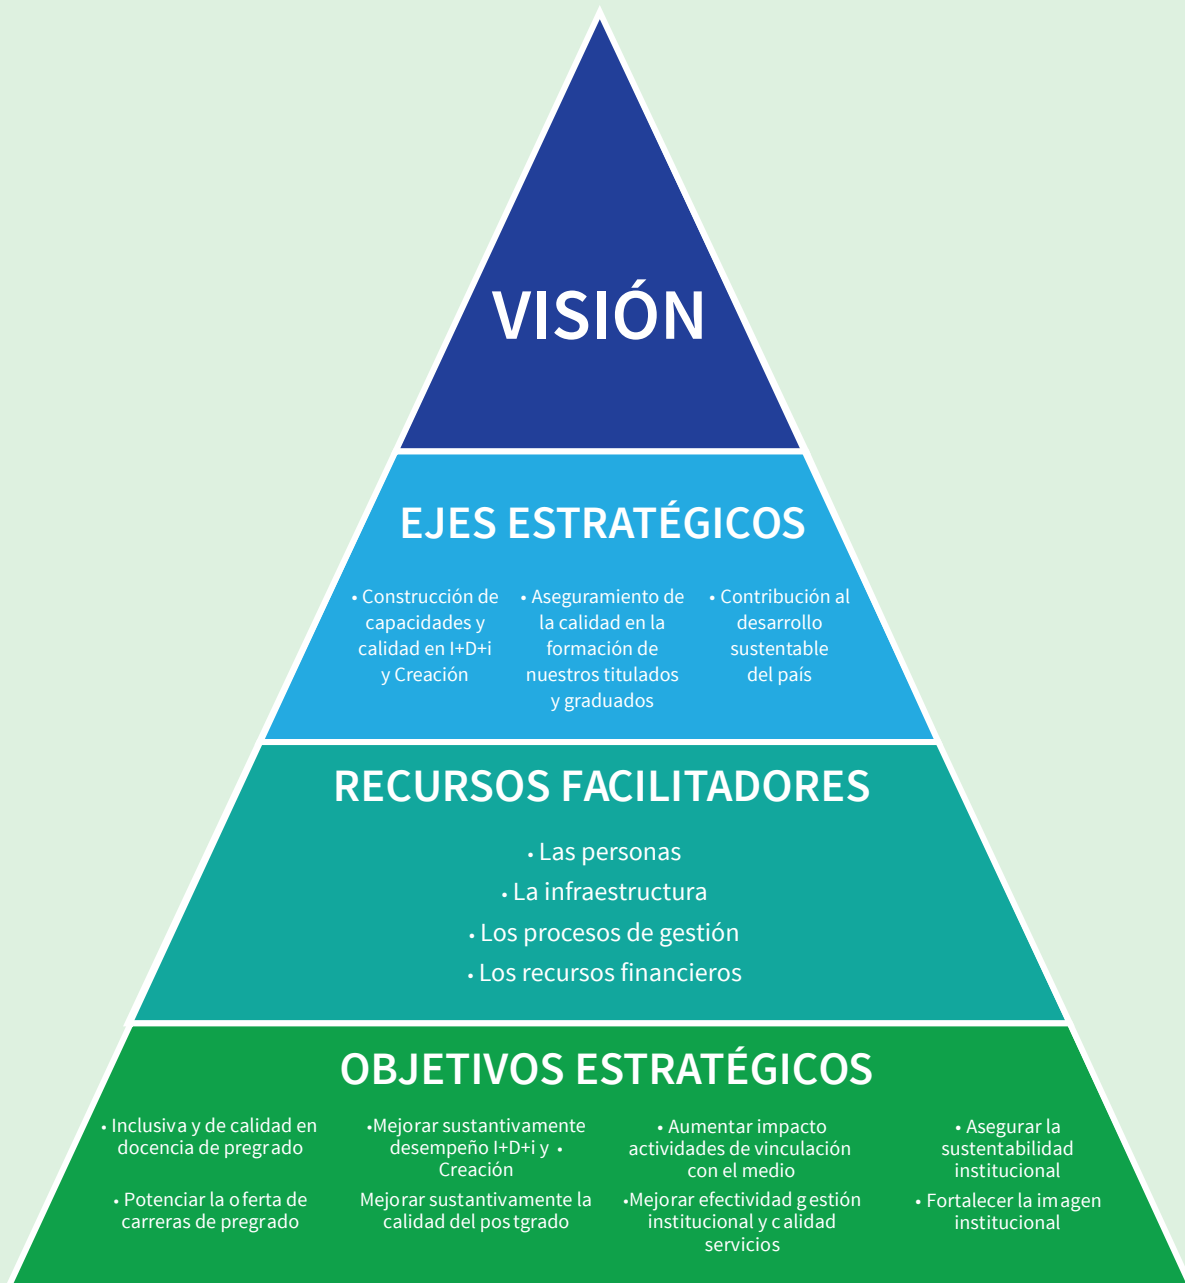 VISIÓN
EJES ESTRATÉGICOS
• Construcción de
capacidades y
calidad en I+D+i
y Creación
• Aseguramiento de
la calidad en la
formación de
nuestros titulados
y graduados
• Contribución al
desarrollo
sustentable
del país
RECURSOS FACILITADORES
• Las personas
• La infraestructura
• Los procesos de gestión
• Los recursos financieros
OBJETIVOS ESTRATÉGICOS
• Inclusiva y de calidad en
docencia de pregrado
• Potenciar la oferta de
carreras de pregrado
•Mejorar sustantivamente
desempeño I+D+i y •
Creación
Mejorar sustantivamente la
calidad del postgrado
• Aumentar impacto
actividades de vinculación
con el medio
•Mejorar efectividad gestión
institucional y calidad
servicios
• Asegurar la
sustentabilidad
institucional
• Fortalecer la imagen
institucional